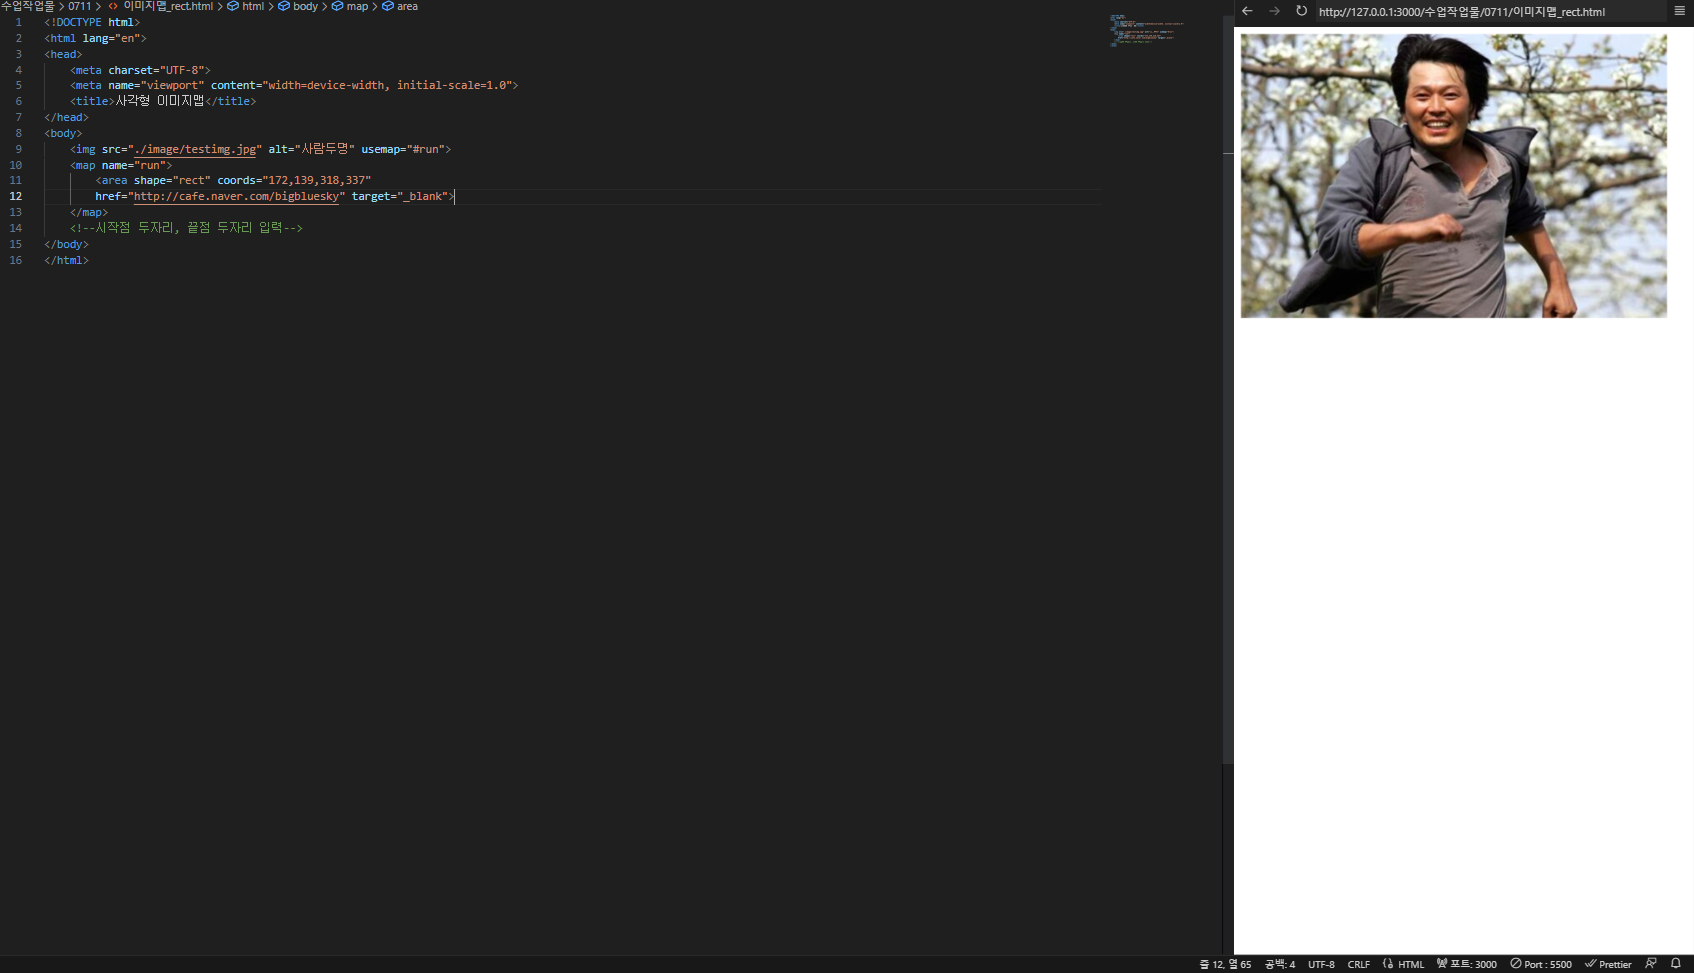 수업작업물 > 0711 > 이미지맵_rect.html > html > body > map > area
http://127.0.0.1:3000/수업작업물/0711/이미지맵_rect.html
1 <!DOCTYPE html>
2 <html lang="en">
3 <head>
4 <meta charset="UTF-8">
5 <meta name="viewport" content="width=device-width, initial-scale=1.0">
6 <title>사각형 이미지맵</title>
7 </head>
8 <body>
9 <img src="./image/testimg.jpg" alt="사람두명" usemap="#run">
10 <map name="run">
11 <area shape="rect" coords="172,139,318,337"
12 href="http://cafe.naver.com/bigbluesky" target="_blank">
13 </map>
14 <!--시작점 두자리, 끝점 두자리 입력-->
15 </body>
16 </html>
줄 12, 열 65 공백: 4 UTF-8 CRLF HTML 포트: 3000 Port : 5500 Prettier